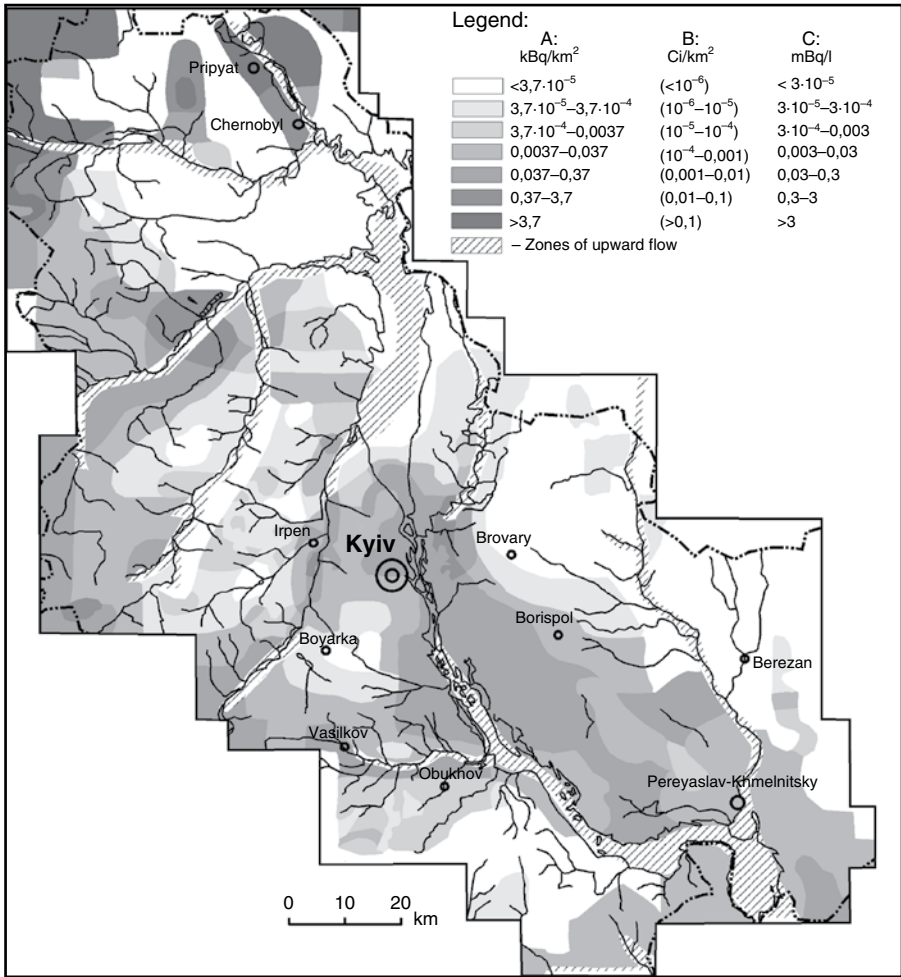 Legend:
A: B: C:
kBq/km² Ci/km² mBq/l
<3,7·10⁻⁵ (<10⁻⁶) < 3·10⁻⁵
3,7·10⁻⁵–3,7·10⁻⁴ (10⁻⁶–10⁻⁵) 3·10⁻⁵–3·10⁻⁴
3,7·10⁻⁴–0,0037 (10⁻⁵–10⁻⁴) 3·10⁻⁴–0,003
0,0037–0,037 (10⁻⁴–0,001) 0,003–0,03
0,037–0,37 (0,001–0,01) 0,03–0,3
0,37–3,7 (0,01–0,1) 0,3–3
>3,7 (>0,1) >3
– Zones of upward flow
Pripyat
Chernobyl
Irpen
Kyiv
Brovary
Borispol
Boyarka
Berezan
Vasilkov
Obukhov
Pereyaslav-Khmelnitsky
0 10 20
km